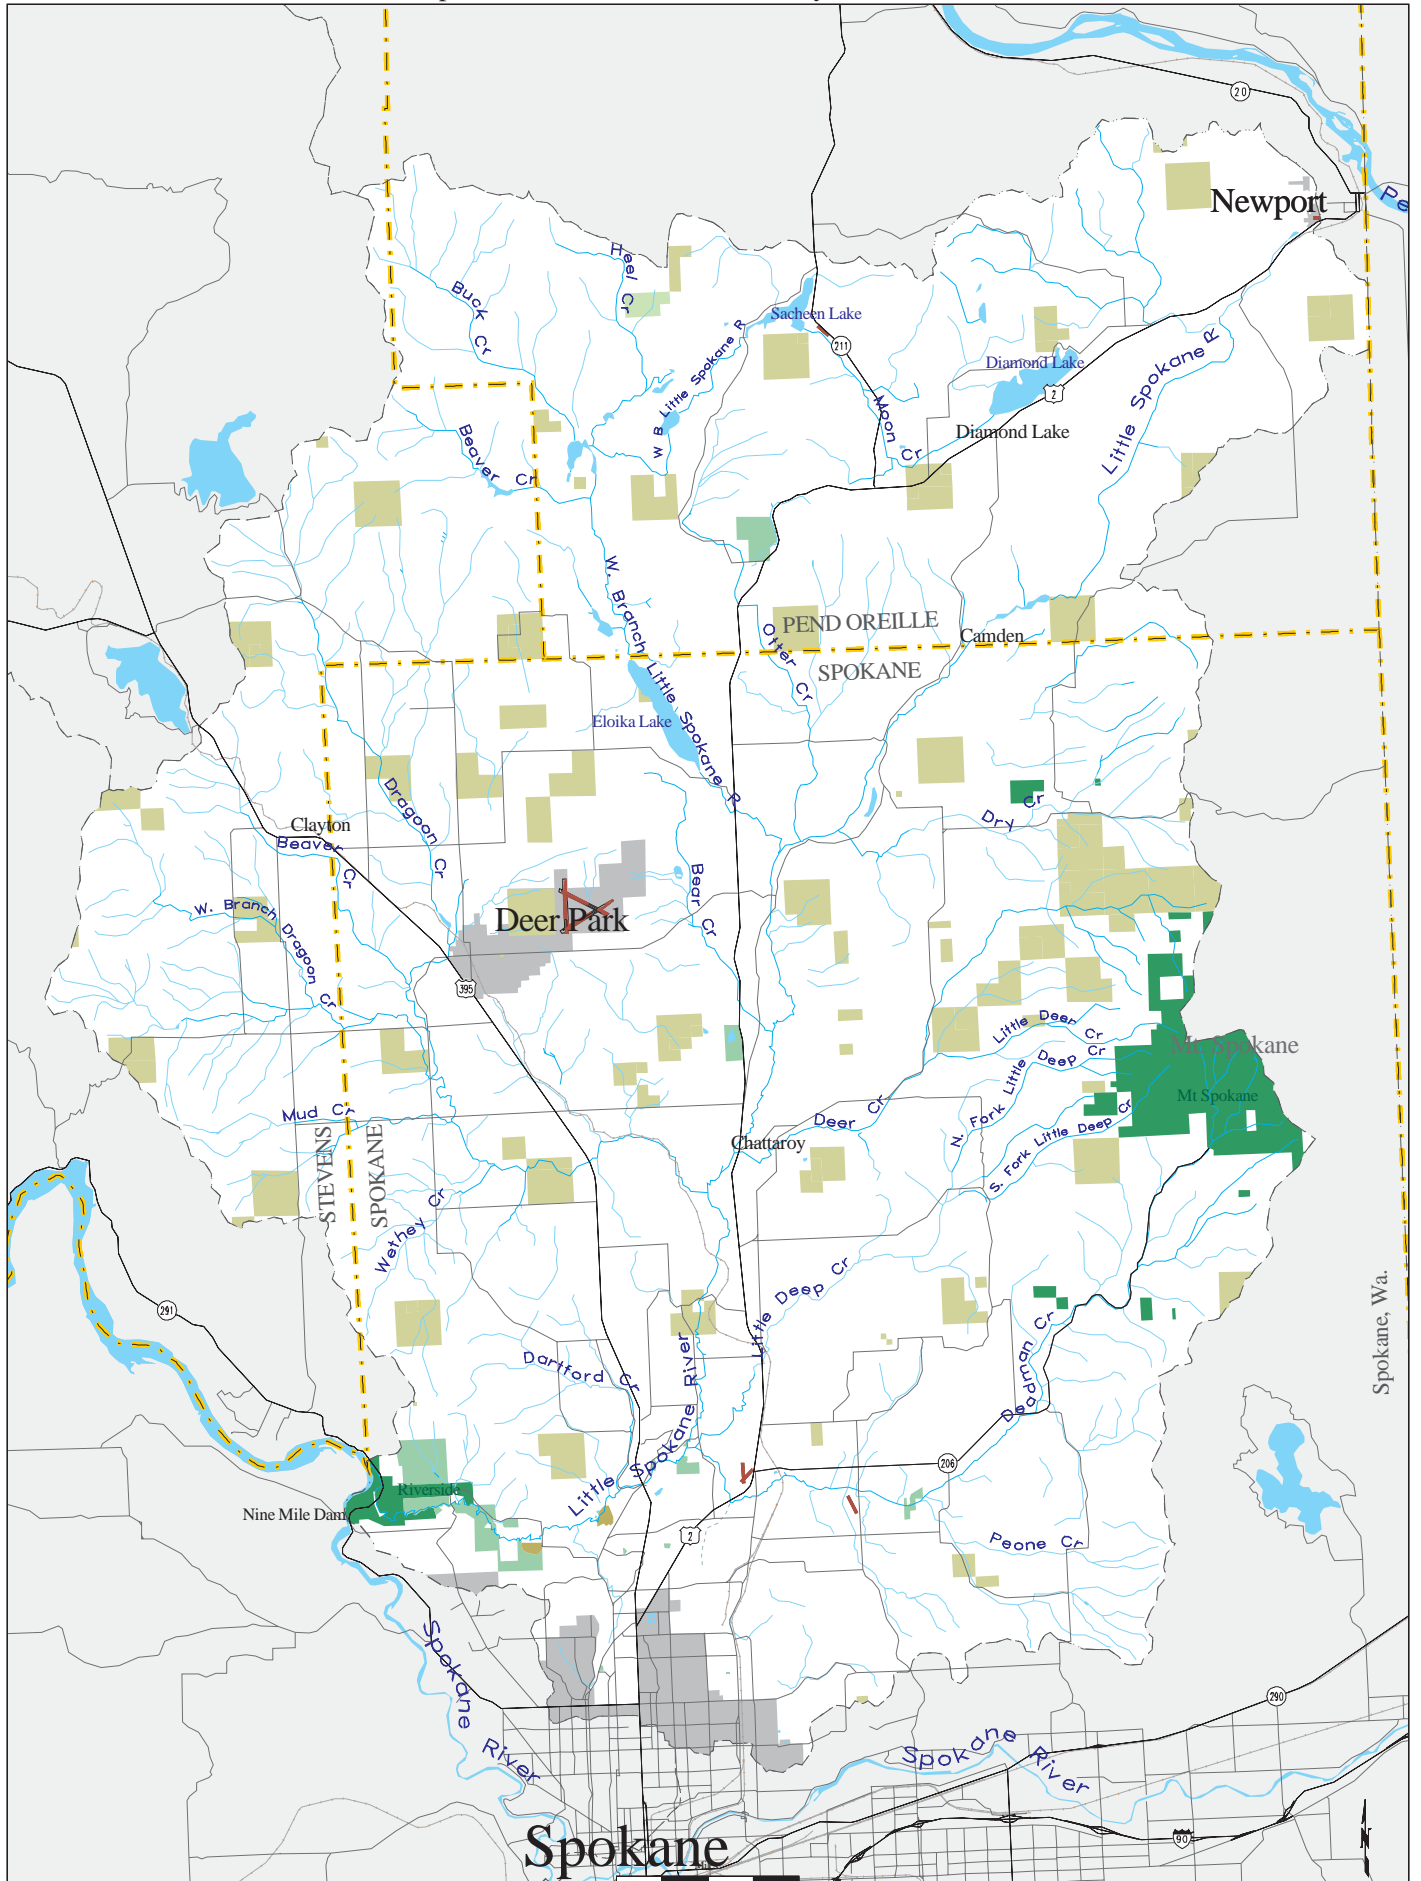 20
Newport
Pe
Heel Cr
Buck Cr
Sacheen Lake
W B Little Spokane R
211
Diamond Lake
2
Little Spokane R
Moon Cr
Diamond Lake
Beaver Cr
W. Branch Little Spokane R
Otter Cr
PEND OREILLE
Camden
SPOKANE
Eloika Lake
Dragoon Cr
Dry Cr
Clayton
Beaver Cr
Bear Cr
W. Branch Dragoon Cr
Deer Park
395
Little Deer Cr
Mt. Spokane
N. Fork Little Deep Cr
Mt Spokane
S. Fork Little Deep Cr
Mud Cr
Deer Cr
Chattaroy
STEVENS
SPOKANE
Wethey Cr
Little Deep Cr
291
Spokane, Wa.
Deadman Cr
Dartford Cr
Little Spokane River
206
Riverside
Nine Mile Dam
2
Peone Cr
Spokane River
290
Spokane River
90
Spokane
N